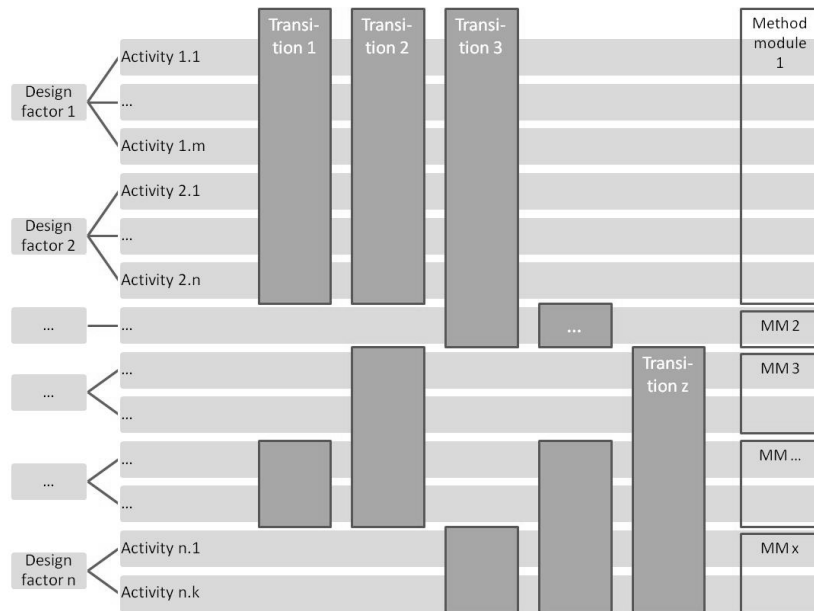 Transi-
tion 1
Transi-
tion 2
Transi-
tion 3
Method
module
1
Activity 1.1
Design
factor 1
...
Activity 1.m
Activity 2.1
Design
factor 2
...
Activity 2.n
...
...
...
MM 2
...
...
...
Transi-
tion z
MM 3
...
...
...
MM ...
Design
factor n
Activity n.1
Activity n.k
MM x